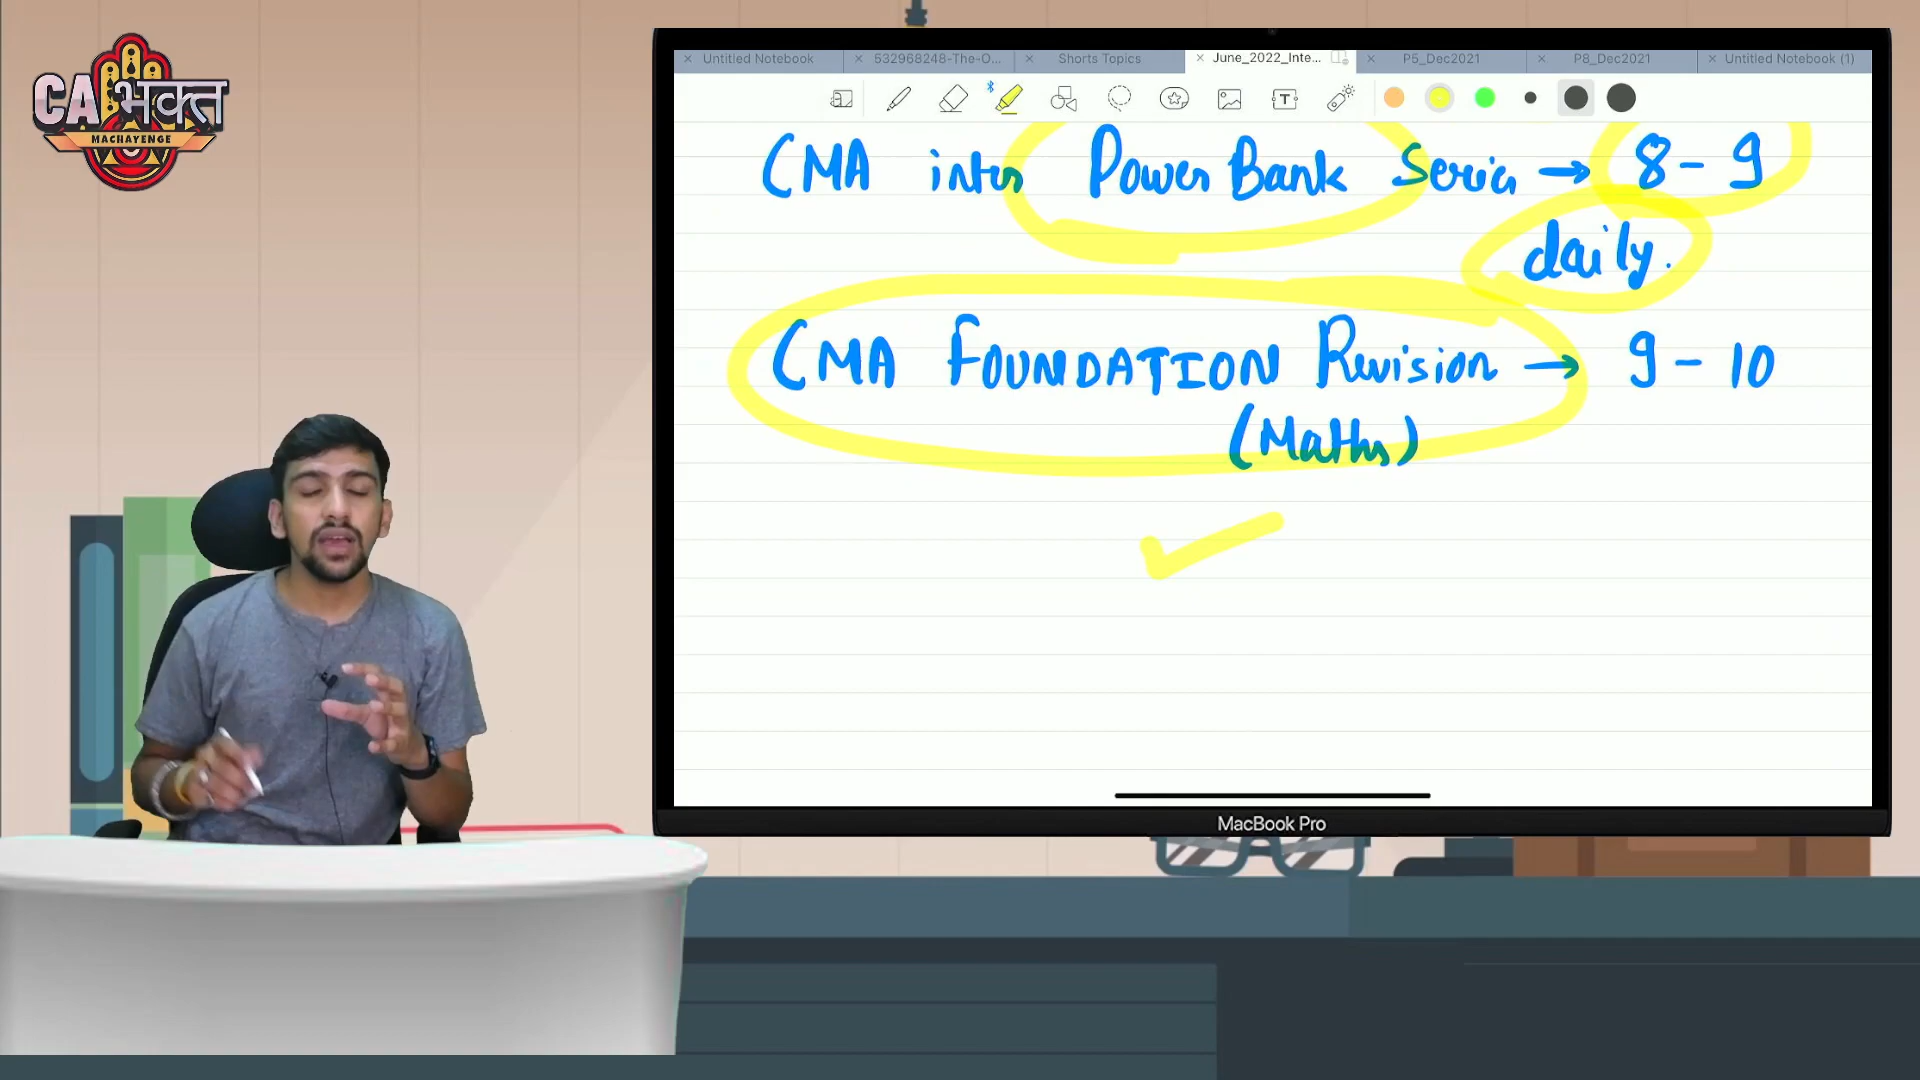 CA भक्त
MACHAYENGE
Untitled Notebook
532968248-The-O...
Shorts Topics
June_2022_Inte...
P5_Dec2021
P8_Dec2021
Untitled Notebook (1)
CMA inter Power Bank Series → 8 - 9
daily.
CMA FOUNDATION Revision → 9 - 10
(Maths)
MacBook Pro